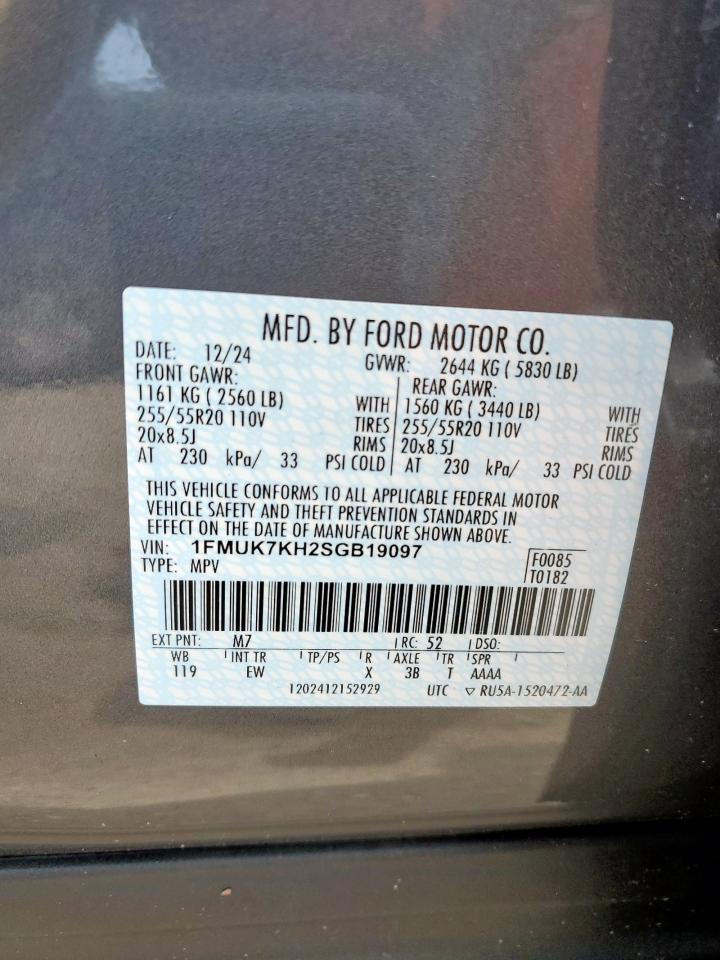 MFD. BY FORD MOTOR CO.
DATE: 12/24 GVWR: 2644 KG ( 5830 LB)
FRONT GAWR: REAR GAWR:
1161 KG ( 2560 LB) WITH 1560 KG ( 3440 LB) WITH
255/55R20 110V TIRES 255/55R20 110V TIRES
20x8.5J RIMS 20x8.5J RIMS
AT 230 kPa/ 33 PSI COLD AT 230 kPa/ 33 PSI COLD
THIS VEHICLE CONFORMS TO ALL APPLICABLE FEDERAL MOTOR
VEHICLE SAFETY AND THEFT PREVENTION STANDARDS IN
EFFECT ON THE DATE OF MANUFACTURE SHOWN ABOVE.
VIN: 1FMUK7KH2SGB19097 F0085
TYPE: MPV T0182
EXT PNT: M7 RC: 52 DSO:
WB INT TR TP/PS R AXLE TR SPR
119 EW X 3B T AAAA
1202412152929 UTC ▽ RU5A-1520472-AA